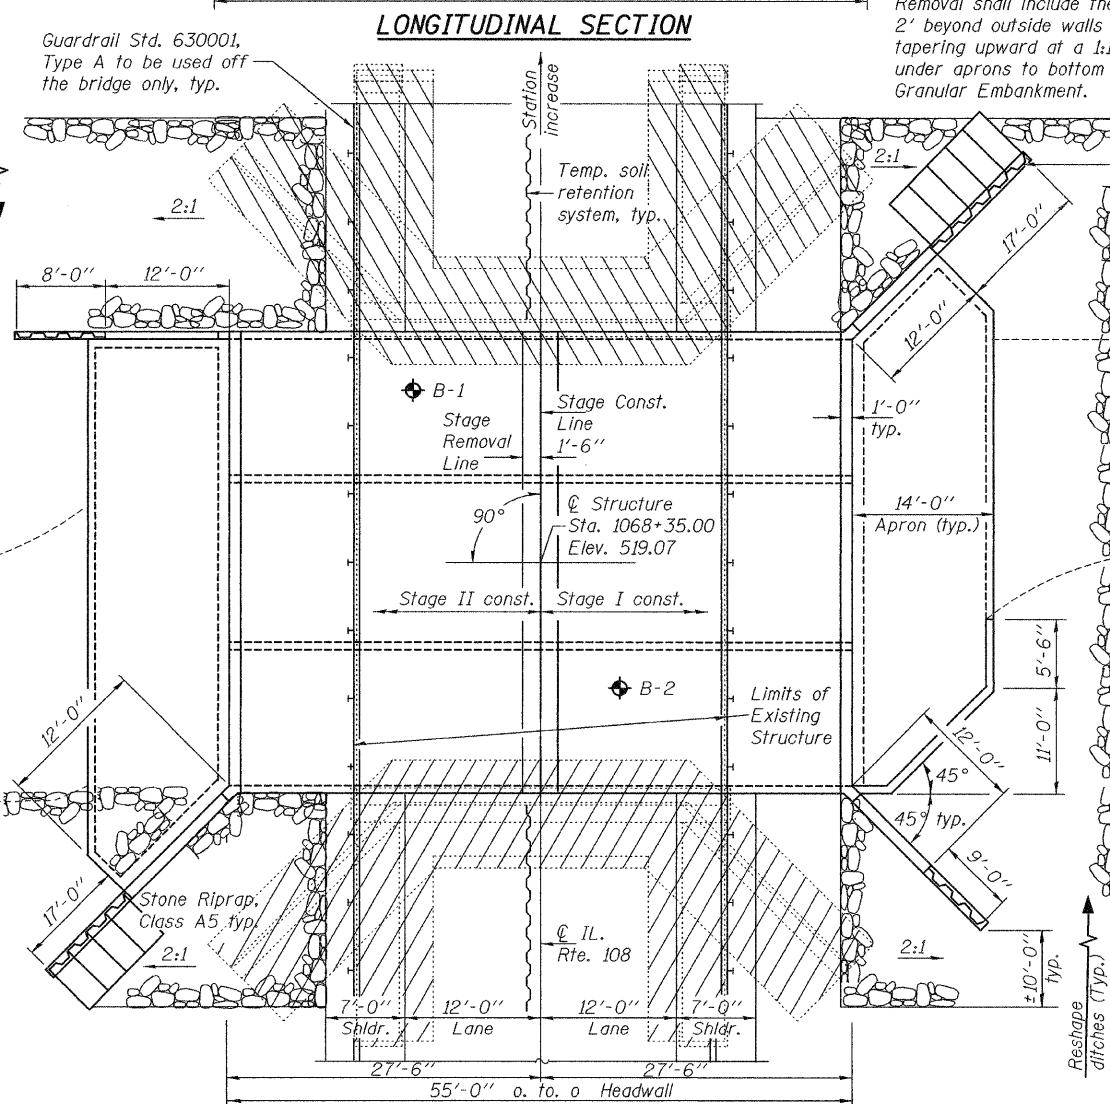 LONGITUDINAL SECTION
Guardrail Std. 630001,
Type A to be used off
the bridge only, typ.
Removal shall include the
2' beyond outside walls
tapering upward at a 1:1
under aprons to bottom
Granular Embankment.
Station
increase
Temp. soil
retention
system, typ.
2:1
2:1
8'-0"
12'-0"
17'-0"
12'-0"
B-1
Stage
Removal
Line
Stage Const.
Line
1'-6"
1'-0"
typ.
90°
℄ Structure
Sta. 1068+35.00
Elev. 519.07
14'-0"
Apron (typ.)
Stage II const.
Stage I const.
5'-6"
11'-0"
B-2
Limits of
Existing
Structure
12'-0"
12'-0"
45°
45° typ.
9'-0"
17'-0"
Stone Riprap,
Class A5 typ.
2:1
℄ IL.
Rte. 108
2:1
±10'-0"
typ.
Reshape
ditches (Typ.)
7'-0"
Shldr.
12'-0"
Lane
12'-0"
Lane
7'-0"
Shldr.
27'-6"
27'-6"
55'-0" o. to. o Headwall